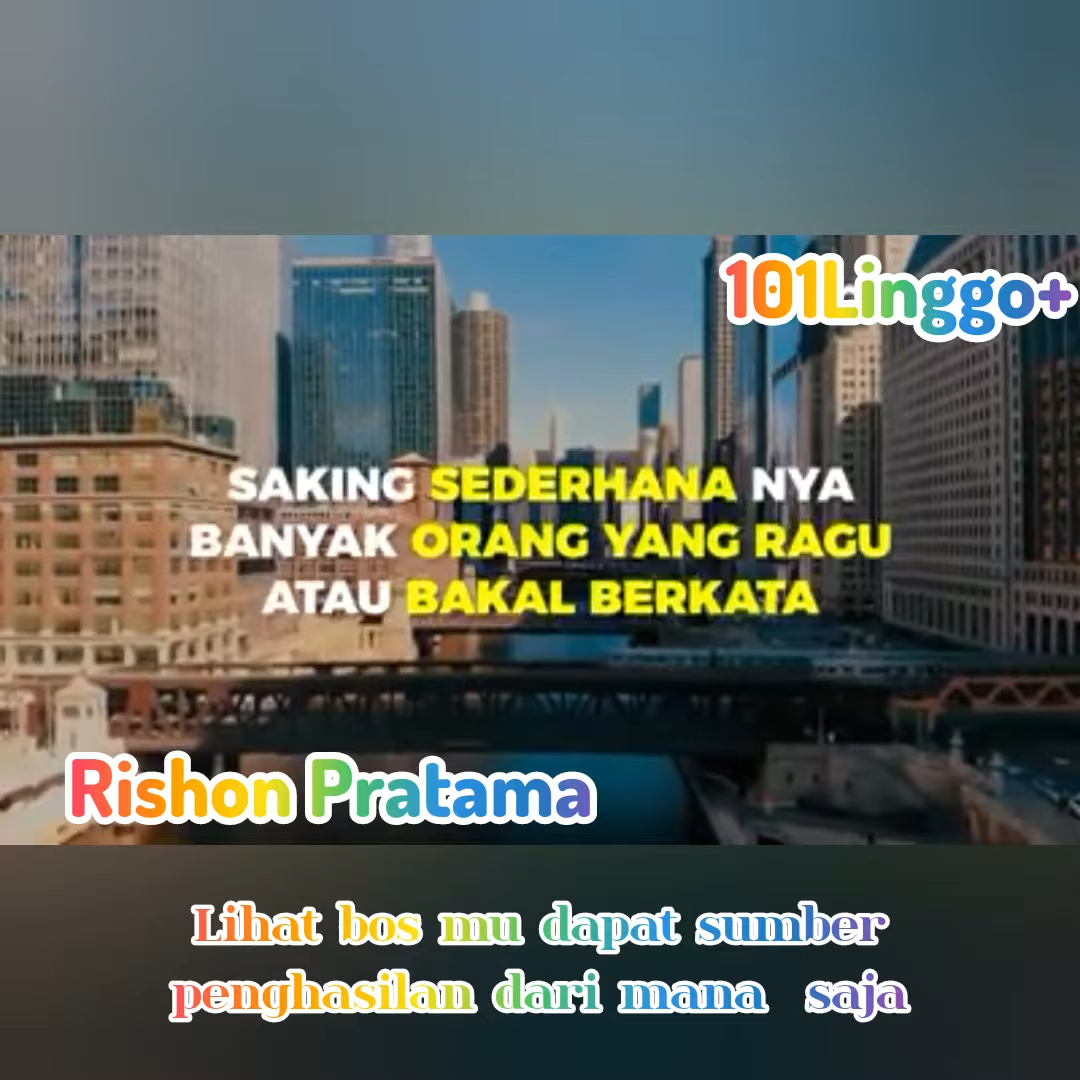 101Linggo+
SAKING SEDERHANA NYA
BANYAK ORANG YANG RAGU
ATAU BAKAL BERKATA
Rishon Pratama
Lihat bos mu dapat sumber
penghasilan dari mana saja